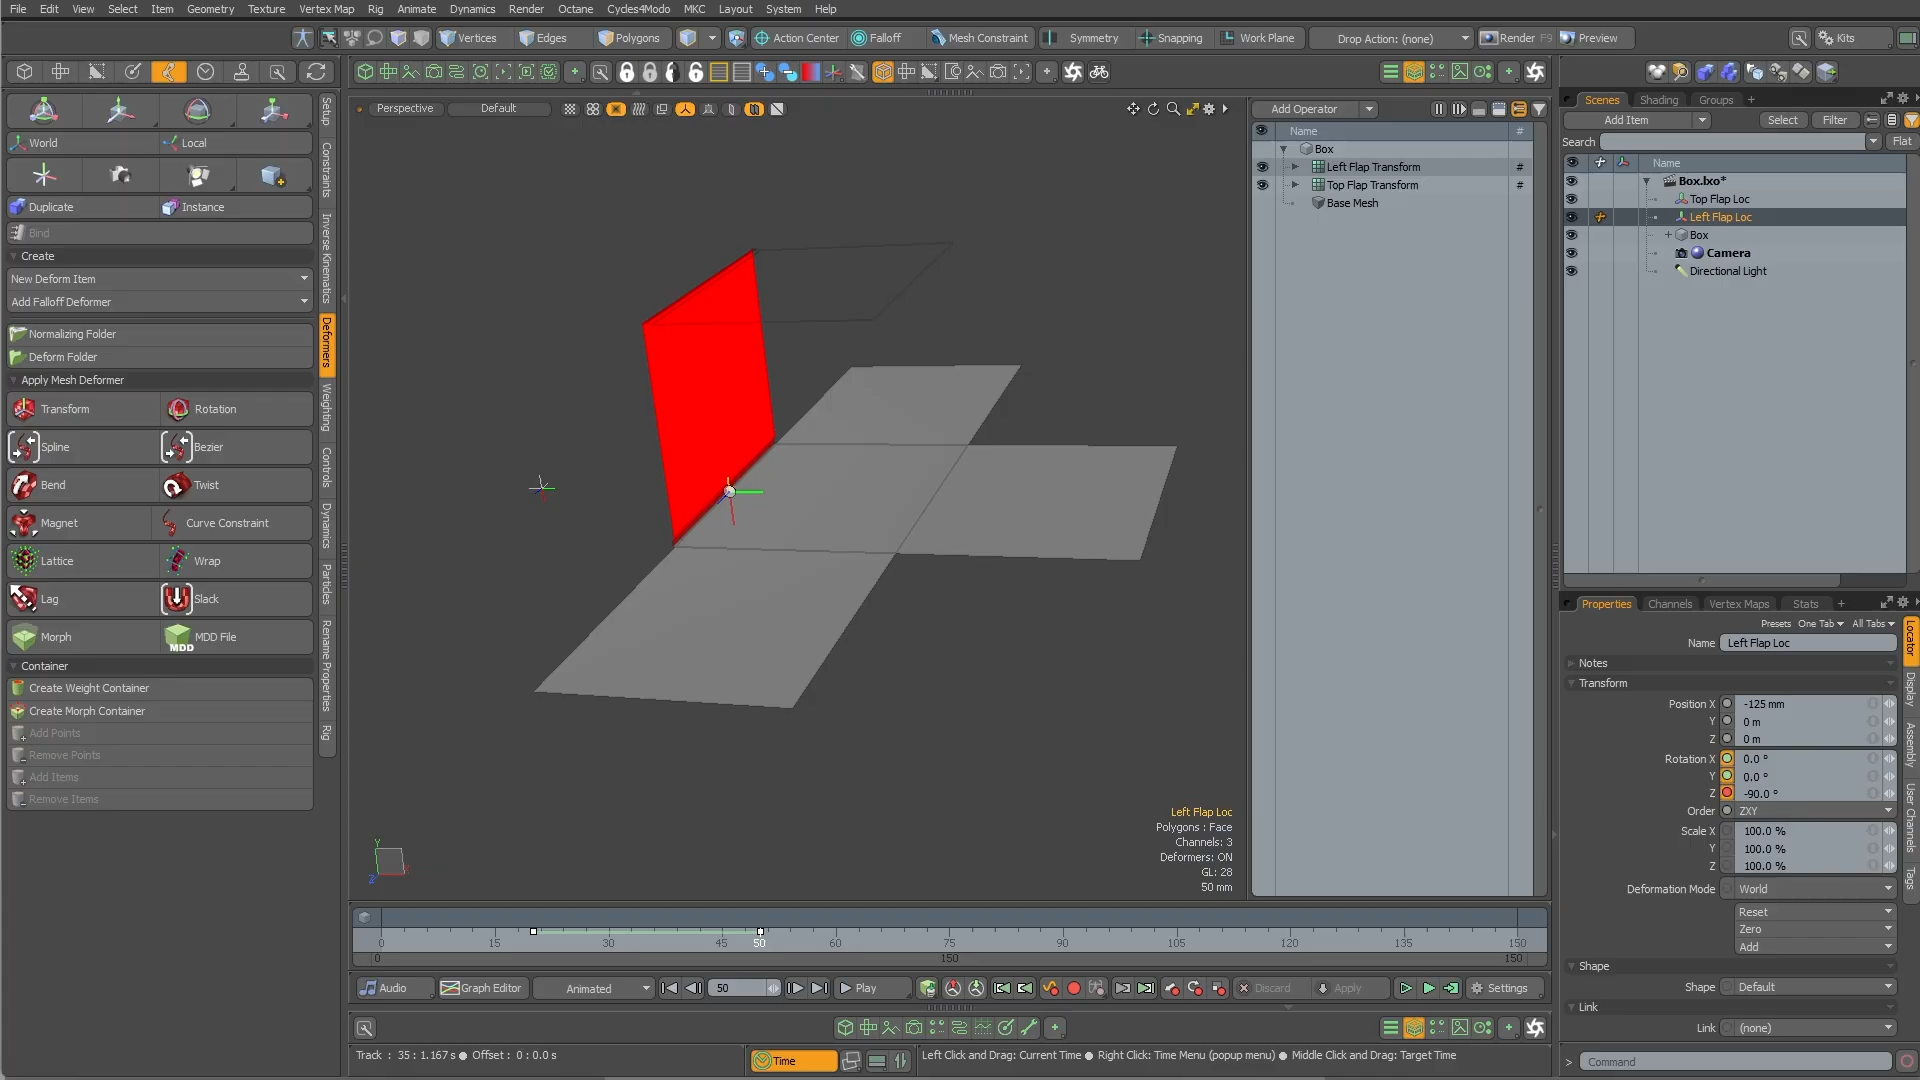 File Edit View Select Item Geometry Texture Vertex Map Rig Animate Dynamics Render Octane Cycles4Modo MKC Layout System Help
Vertices Edges Polygons Action Center Falloff Mesh Constraint Symmetry Snapping Work Plane Drop Action: (none) Render F9 Preview Kits
Perspective Default
World Local
Duplicate Instance
Bind
Create
New Deform Item
Add Falloff Deformer
Normalizing Folder
Deform Folder
Apply Mesh Deformer
Transform Rotation
Spline Bezier
Bend Twist
Magnet Curve Constraint
Lattice Wrap
Lag Slack
Morph MDD File
MDD
Container
Create Weight Container
Create Morph Container
Add Points
Remove Points
Add Items
Remove Items
Setup
Constraints
Inverse Kinematics
Deformers
Weighting
Controls
Dynamics
Particles
Rename Properties
Rig
Left Flap Loc
Polygons : Face
Channels: 3
Deformers: ON
GL: 28
50 mm
Y
X
Z
Add Operator
Name #
Box
Left Flap Transform #
Top Flap Transform #
Base Mesh
Scenes Shading Groups +
Add Item Select Filter
Search Flat
Name
Box.lxo*
Top Flap Loc
Left Flap Loc
Box
Camera
Directional Light
Properties Channels Vertex Maps Stats +
Presets One Tab All Tabs
Name Left Flap Loc
Notes
Transform
Position X -125 mm
Y 0 m
Z 0 m
Rotation X 0.0 °
Y 0.0 °
Z -90.0 °
Order ZXY
Scale X 100.0 %
Y 100.0 %
Z 100.0 %
Deformation Mode World
Reset
Zero
Add
Shape
Shape Default
Link
Link (none)
Locator
Display
Assembly
User Channels
Tags
0 15 30 45 50 60 75 90 105 120 135 150
0 150 150
Audio Graph Editor Animated 50 Play Discard Apply Settings
Track : 35 : 1.167 s ● Offset : 0 : 0.0 s
Time
Left Click and Drag: Current Time ● Right Click: Time Menu (popup menu) ● Middle Click and Drag: Target Time
> Command